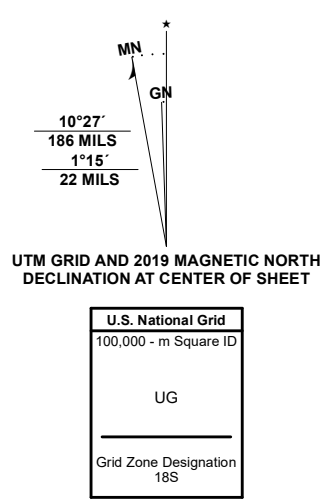 ★
MN
GN
10°27´
186 MILS
1°15´
22 MILS
UTM GRID AND 2019 MAGNETIC NORTH
DECLINATION AT CENTER OF SHEET
U.S. National Grid
100,000 - m Square ID
UG
Grid Zone Designation
18S